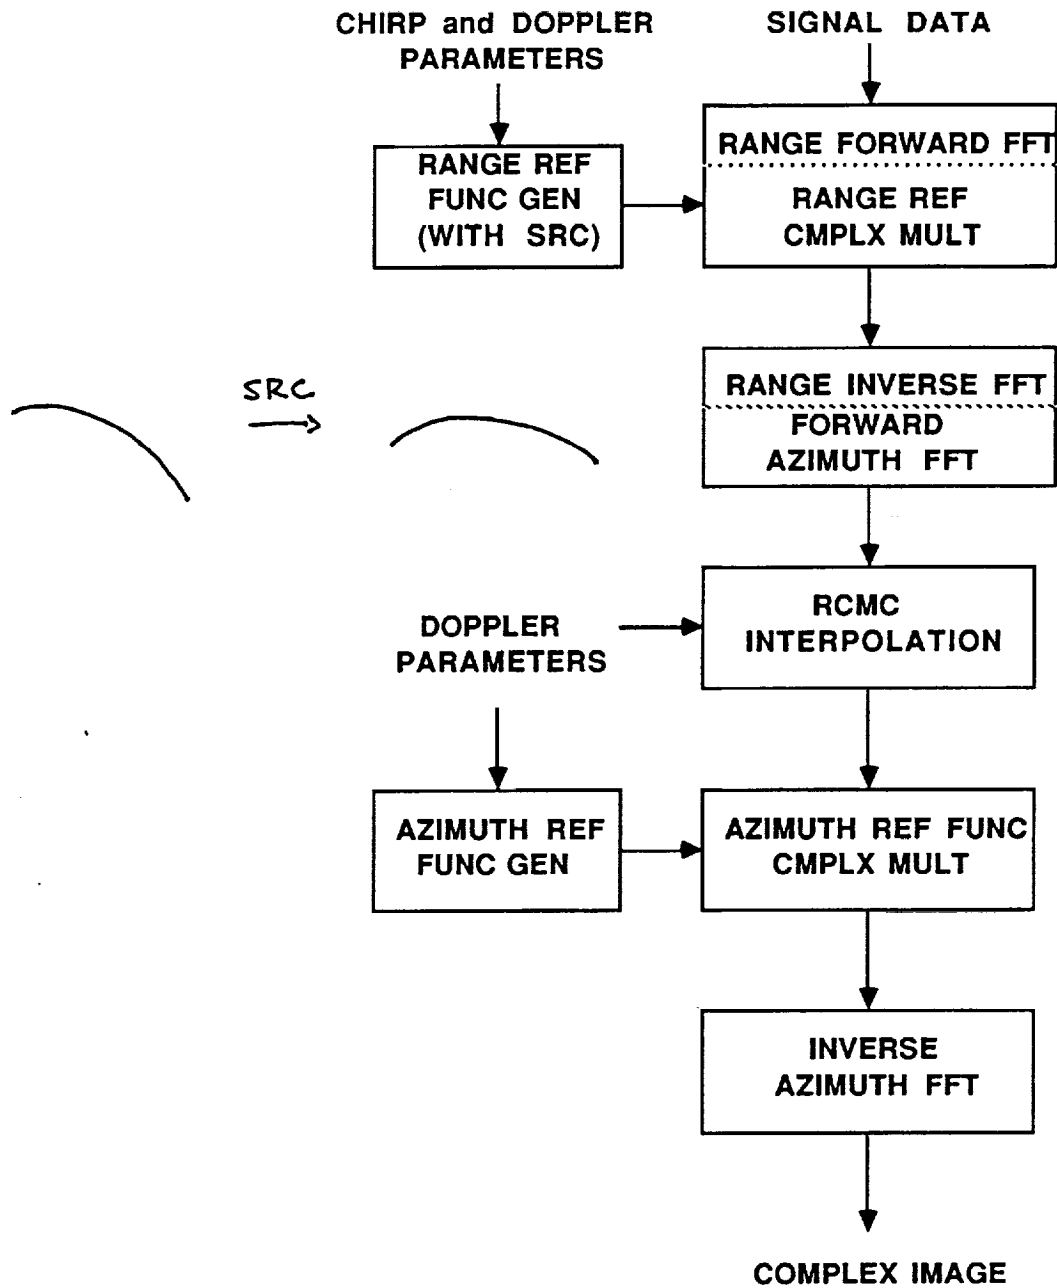 CHIRP and DOPPLER
PARAMETERS
SIGNAL DATA
RANGE REF
FUNC GEN
(WITH SRC)
RANGE FORWARD FFT
RANGE REF
CMPLX MULT
SRC
RANGE INVERSE FFT
FORWARD
AZIMUTH FFT
DOPPLER
PARAMETERS
RCMC
INTERPOLATION
AZIMUTH REF
FUNC GEN
AZIMUTH REF FUNC
CMPLX MULT
INVERSE
AZIMUTH FFT
COMPLEX IMAGE